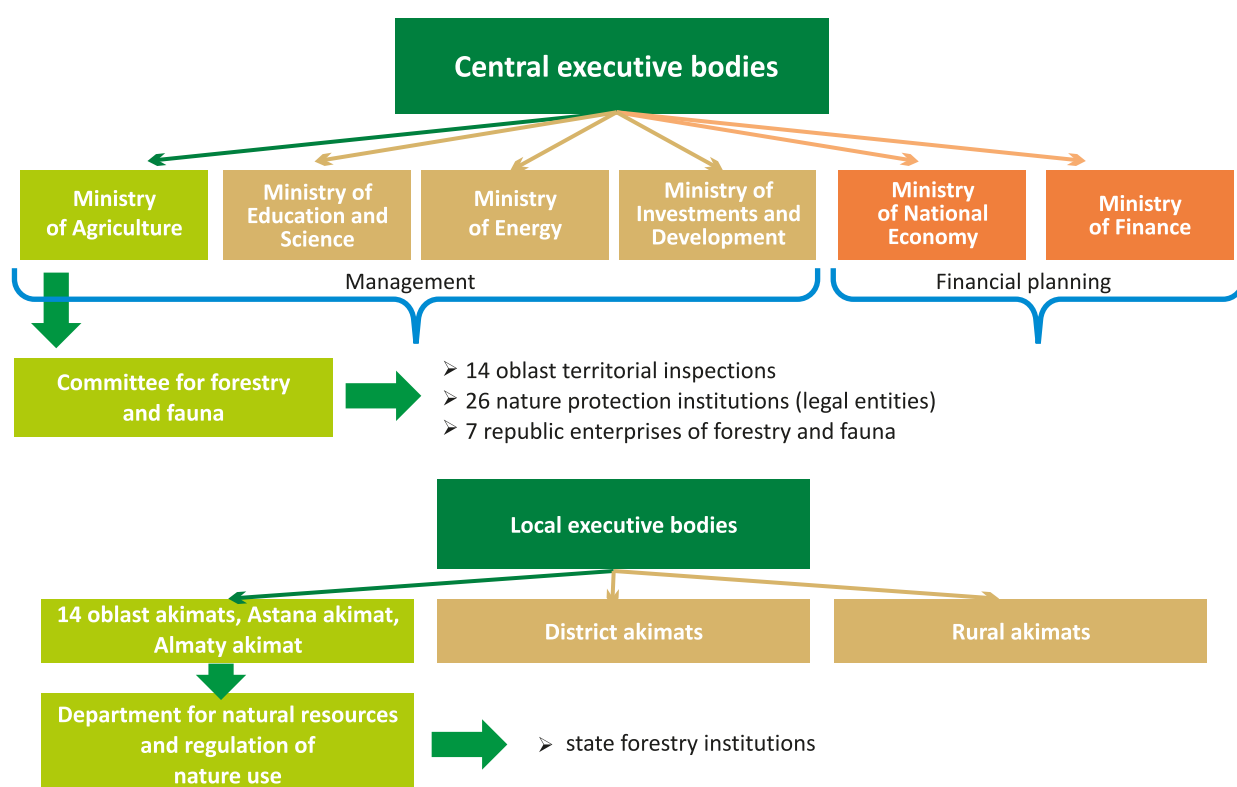 Central executive bodies
Ministry
of Agriculture
Ministry of
Education and
Science
Ministry
of Energy
Ministry of
Investments and
Development
Ministry
of National
Economy
Ministry
of Finance
Management
Financial planning
Committee for forestry
and fauna
14 oblast territorial inspections
26 nature protection institutions (legal entities)
7 republic enterprises of forestry and fauna
Local executive bodies
14 oblast akimats, Astana akimat,
Almaty akimat
District akimats
Rural akimats
Department for natural resources
and regulation of
nature use
state forestry institutions